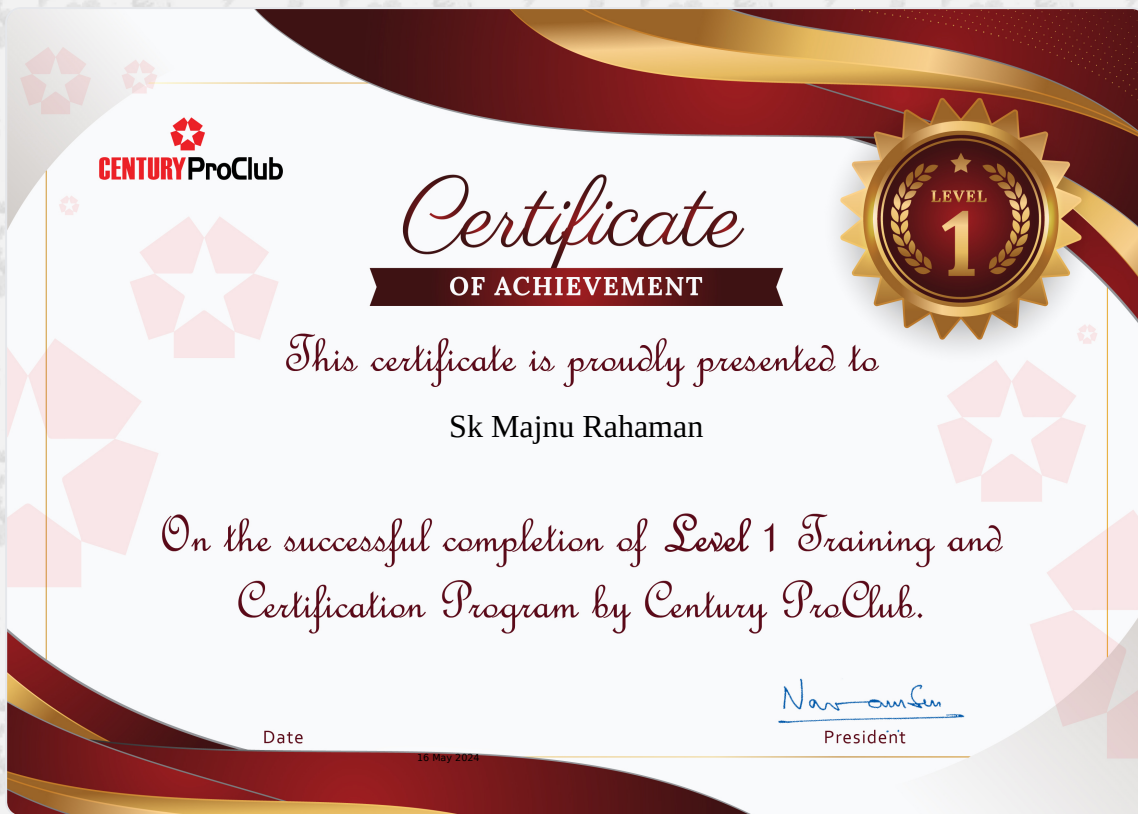 CENTURY ProClub
LEVEL
1
Certificate
OF ACHIEVEMENT
This certificate is proudly presented to
Sk Majnu Rahaman
On the successful completion of Level 1 Training and
Certification Program by Century ProClub.
Date
President
16 May 2024